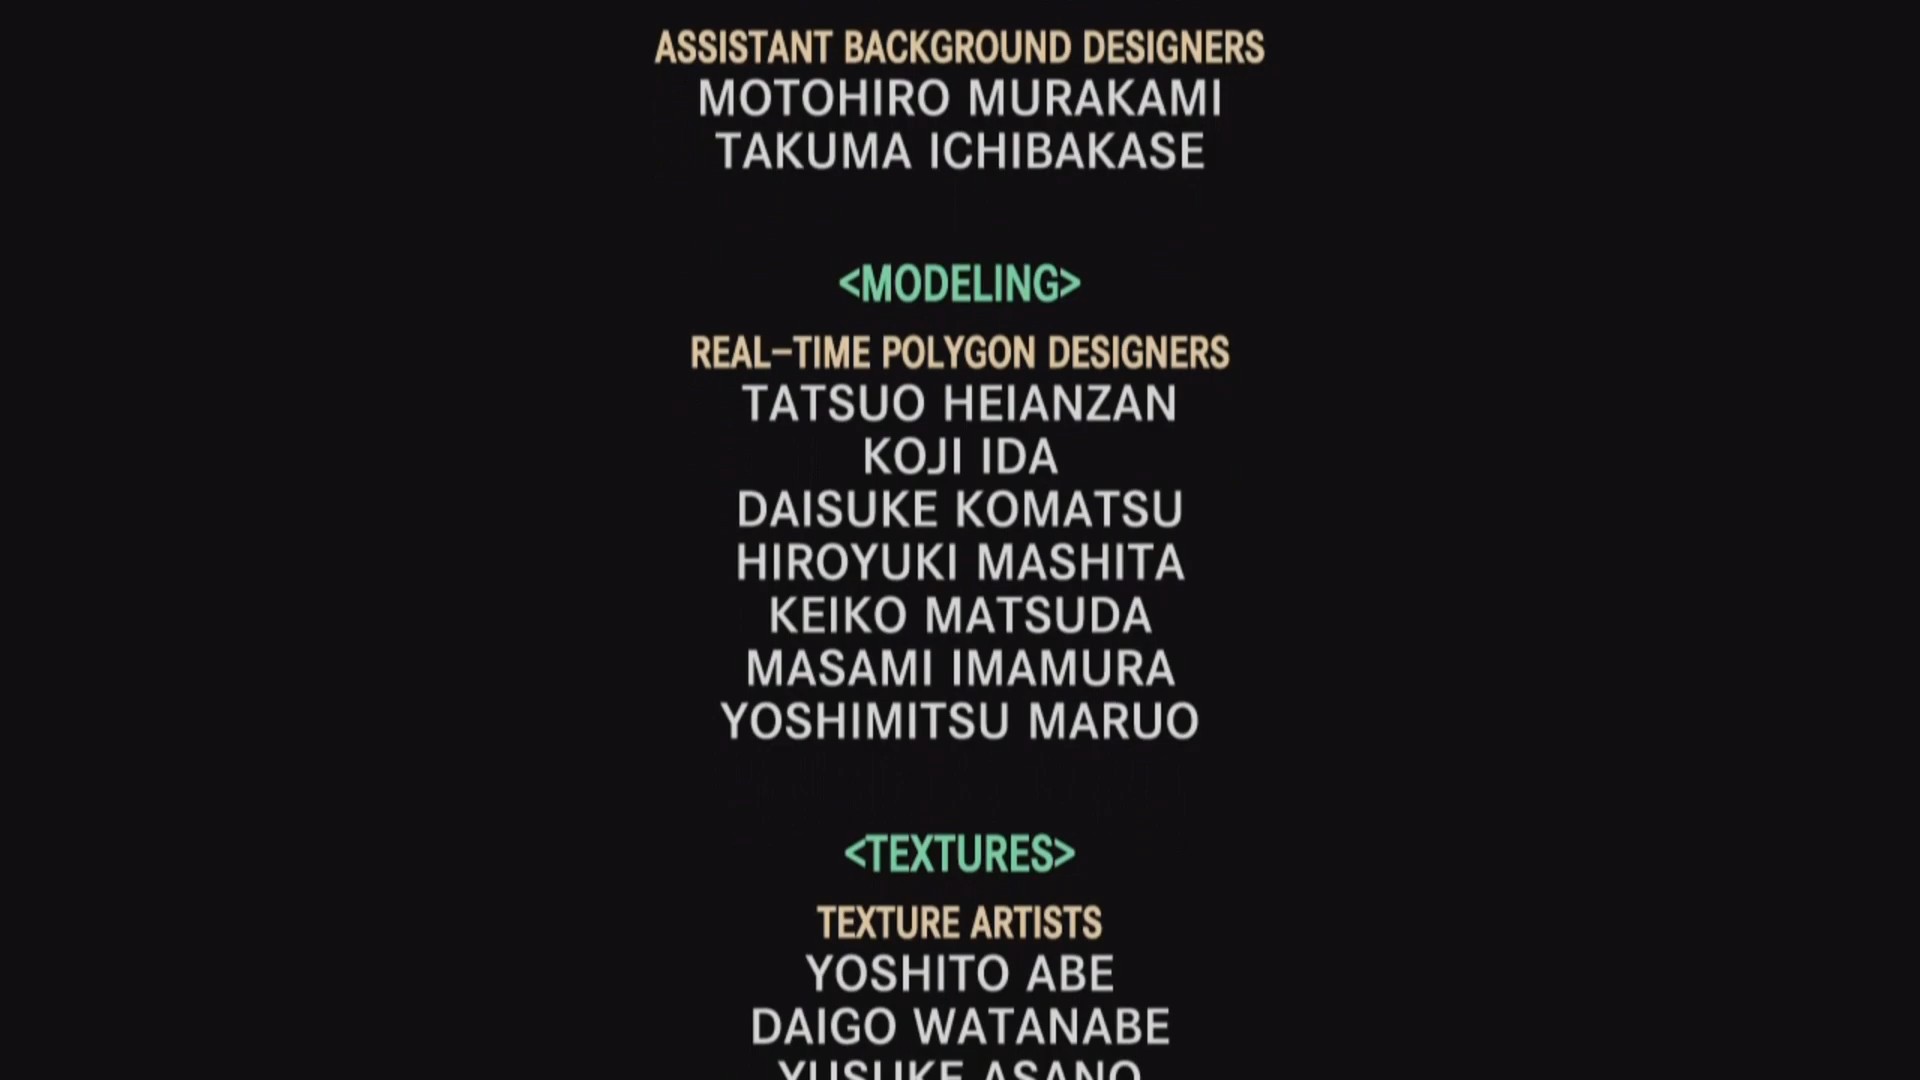 ASSISTANT BACKGROUND DESIGNERS
MOTOHIRO MURAKAMI
TAKUMA ICHIBAKASE
<MODELING>
REAL-TIME POLYGON DESIGNERS
TATSUO HEIANZAN
KOJI IDA
DAISUKE KOMATSU
HIROYUKI MASHITA
KEIKO MATSUDA
MASAMI IMAMURA
YOSHIMITSU MARUO
<TEXTURES>
TEXTURE ARTISTS
YOSHITO ABE
DAIGO WATANABE
YUSUKE ASANO